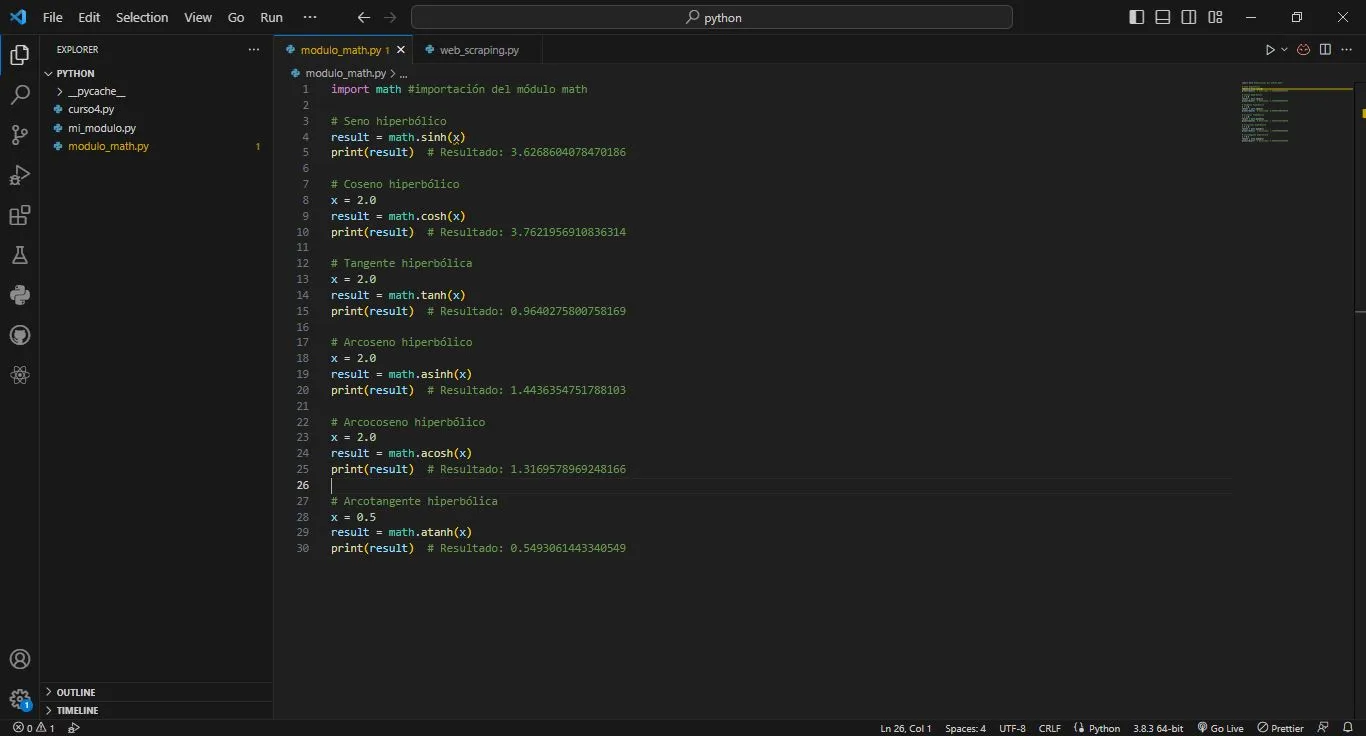 File Edit Selection View Go Run ··· python
EXPLORER ···
PYTHON
__pycache__
curso4.py
mi_modulo.py
modulo_math.py 1
OUTLINE
TIMELINE
modulo_math.py 1 web_scraping.py
modulo_math.py > ...
1 import math #importación del módulo math
2
3 # Seno hiperbólico
4 result = math.sinh(x)
5 print(result)  # Resultado: 3.6268604078470186
6
7 # Coseno hiperbólico
8 x = 2.0
9 result = math.cosh(x)
10 print(result)  # Resultado: 3.7621956910836314
11
12 # Tangente hiperbólica
13 x = 2.0
14 result = math.tanh(x)
15 print(result)  # Resultado: 0.9640275800758169
16
17 # Arcoseno hiperbólico
18 x = 2.0
19 result = math.asinh(x)
20 print(result)  # Resultado: 1.4436354751788103
21
22 # Arcocoseno hiperbólico
23 x = 2.0
24 result = math.acosh(x)
25 print(result)  # Resultado: 1.3169578969248166
26
27 # Arcotangente hiperbólica
28 x = 0.5
29 result = math.atanh(x)
30 print(result)  # Resultado: 0.5493061443340549
1
0 1 Ln 26, Col 1 Spaces: 4 UTF-8 CRLF Python 3.8.3 64-bit Go Live Prettier